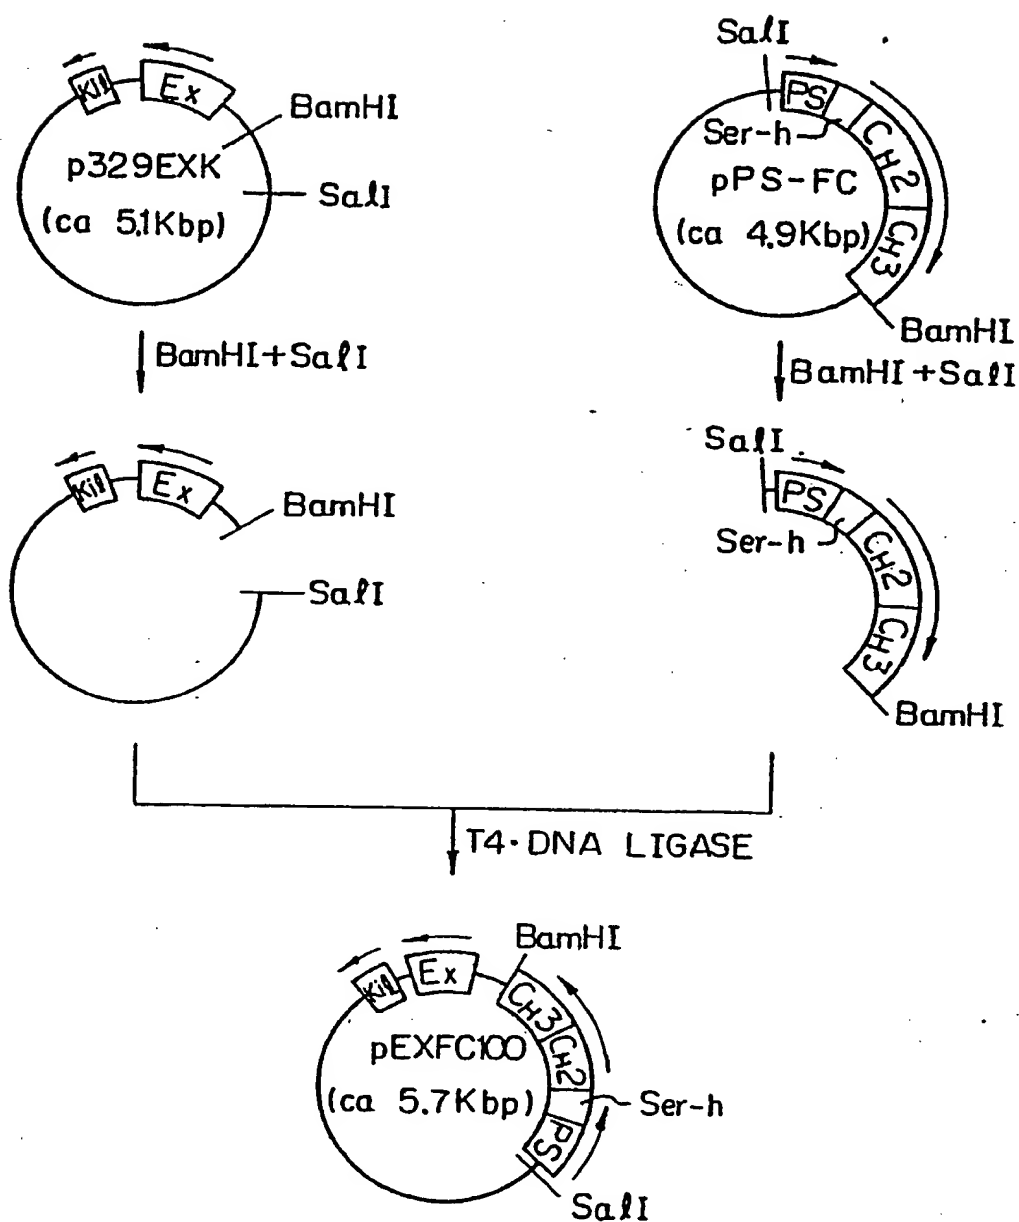 Kil
Ex
BamHI
p329EXK
SalI
(ca 5.1Kbp)
BamHI+SalI
SalI
PS
Ser-h
CH2
pPS-FC
(ca 4.9Kbp)
CH3
BamHI
BamHI+SalI
Kil
Ex
BamHI
SalI
SalI
PS
Ser-h
CH2
CH3
BamHI
T4·DNA LIGASE
BamHI
Kil
Ex
CH3
CH2
pEXFC100
(ca 5.7Kbp)
Ser-h
PS
SalI